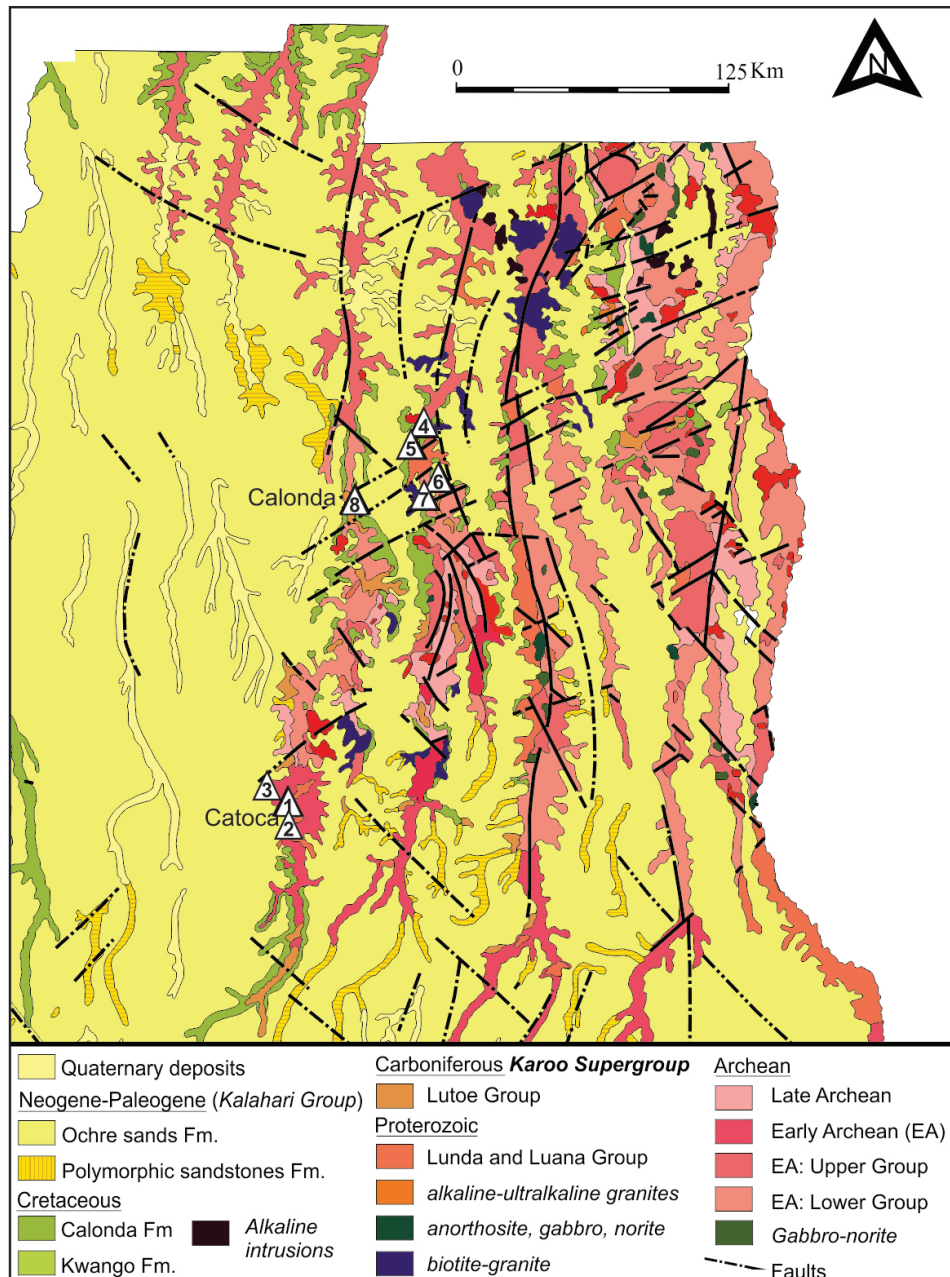 0
125 Km
N
4
5
6
7
Calonda
8
3
1
Catoca
2
Quaternary deposits
Neogene-Paleogene (Kalahari Group)
Ochre sands Fm.
Polymorphic sandstones Fm.
Cretaceous
Calonda Fm
Alkaline
intrusions
Kwango Fm.
Carboniferous Karoo Supergroup
Lutoe Group
Proterozoic
Lunda and Luana Group
alkaline-ultralkaline granites
anorthosite, gabbro, norite
biotite-granite
Archean
Late Archean
Early Archean (EA)
EA: Upper Group
EA: Lower Group
Gabbro-norite
Faults